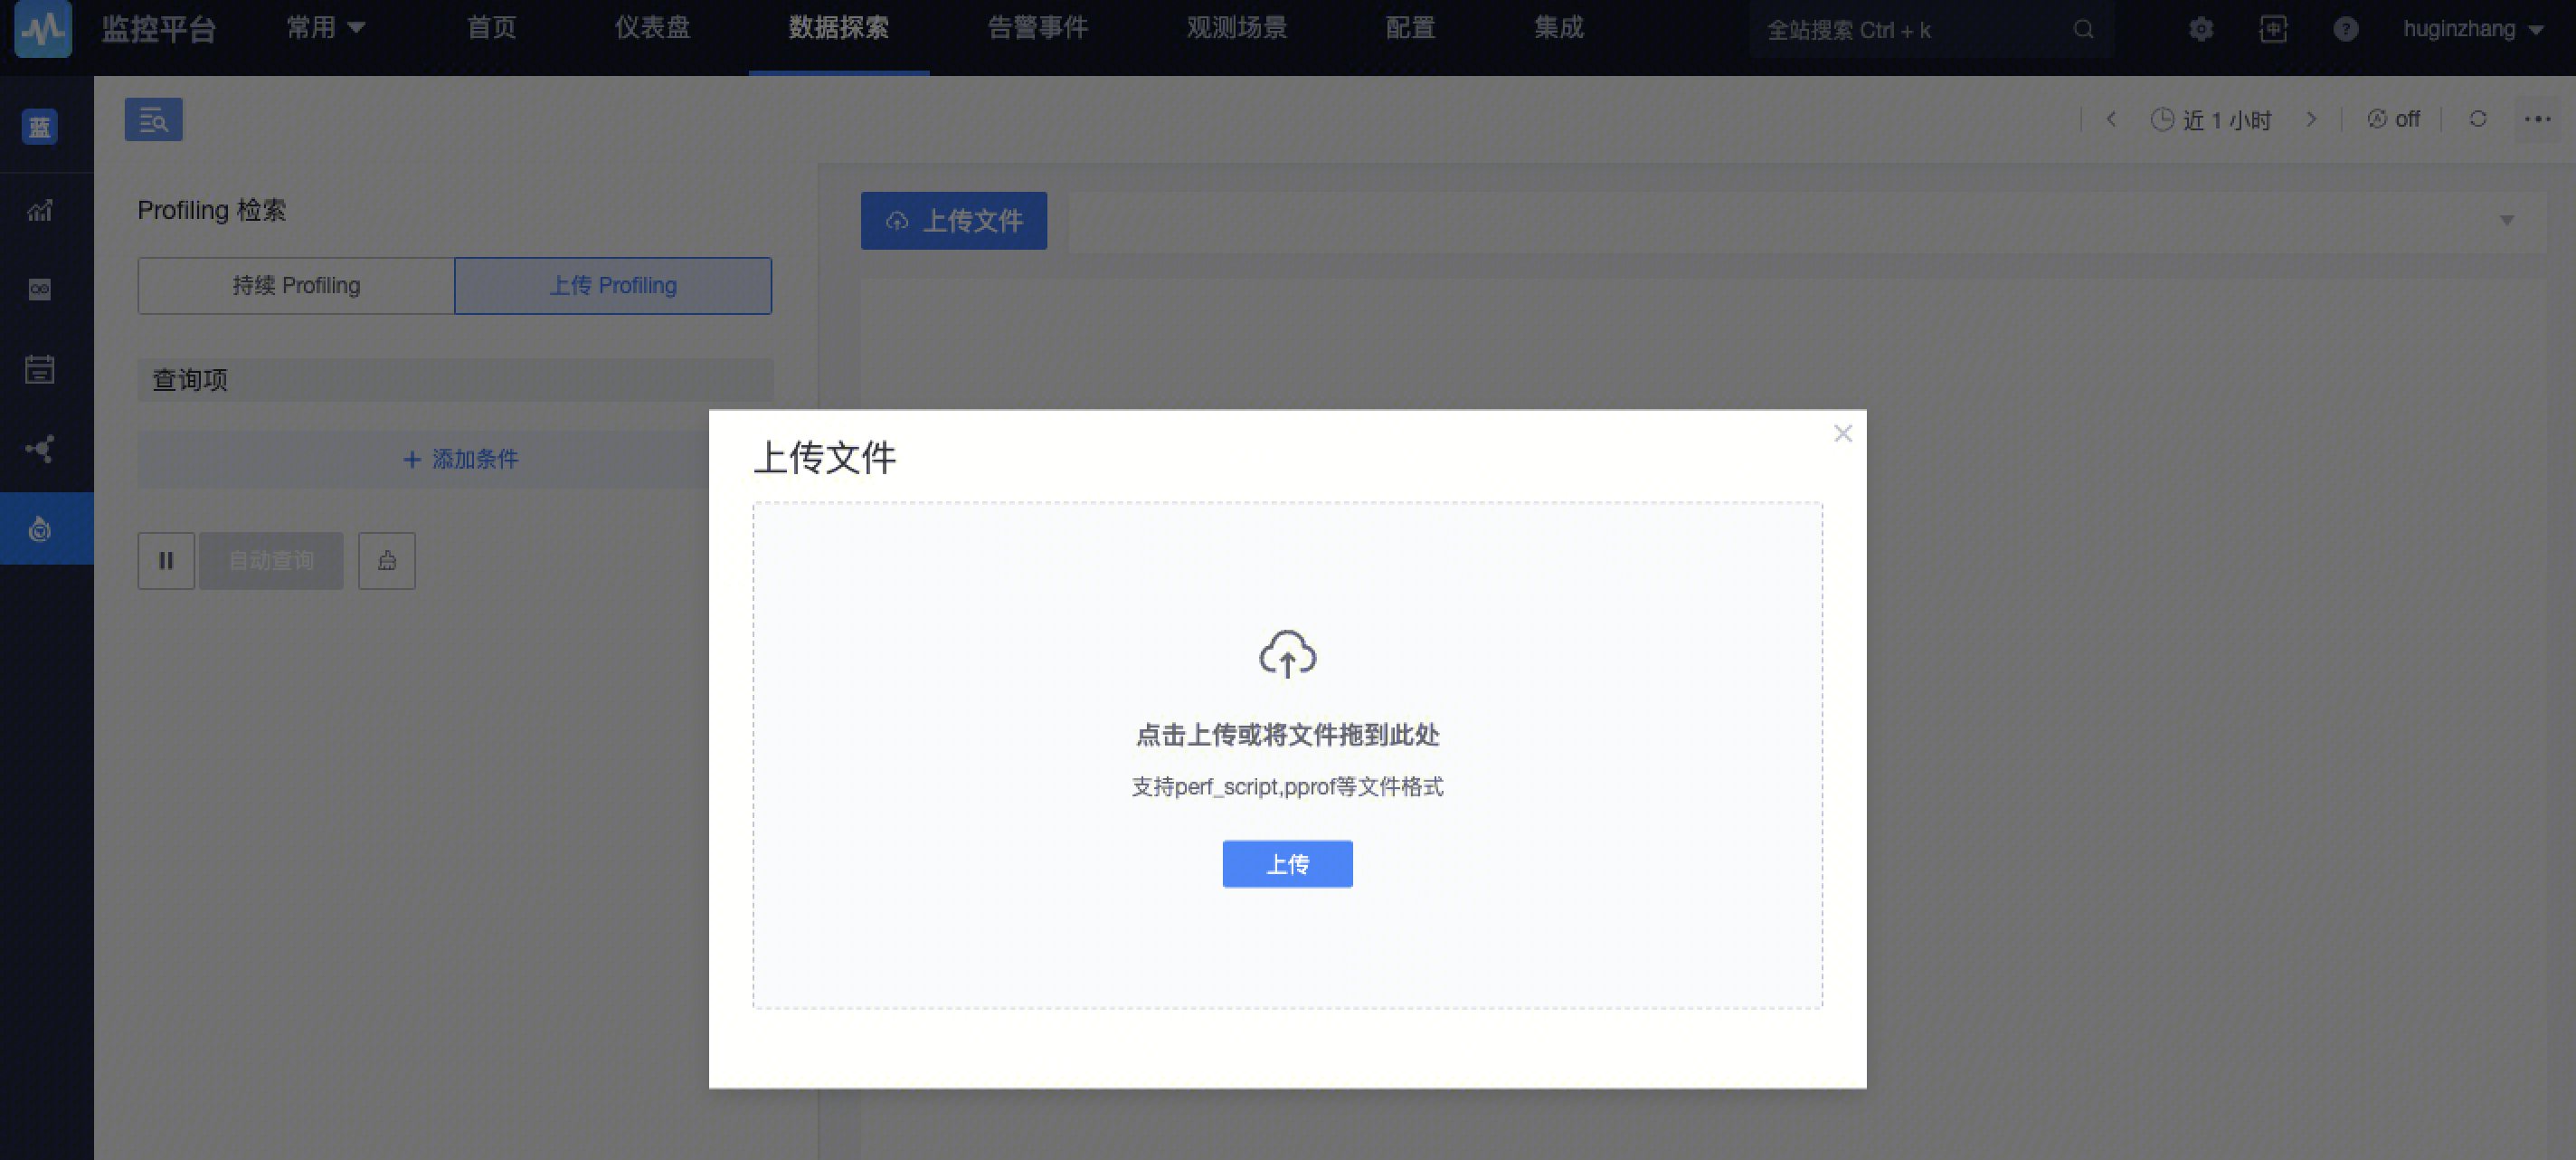 监控平台
常用
首页
仪表盘
数据探索
告警事件
观测场景
配置
集成
全站搜索 Ctrl + k
中
?
huginzhang
蓝
近 1 小时
off
Profiling 检索
上传文件
持续 Profiling
上传 Profiling
查询项
+ 添加条件
自动查询
上传文件
点击上传或将文件拖到此处
支持perf_script,pprof等文件格式
上传